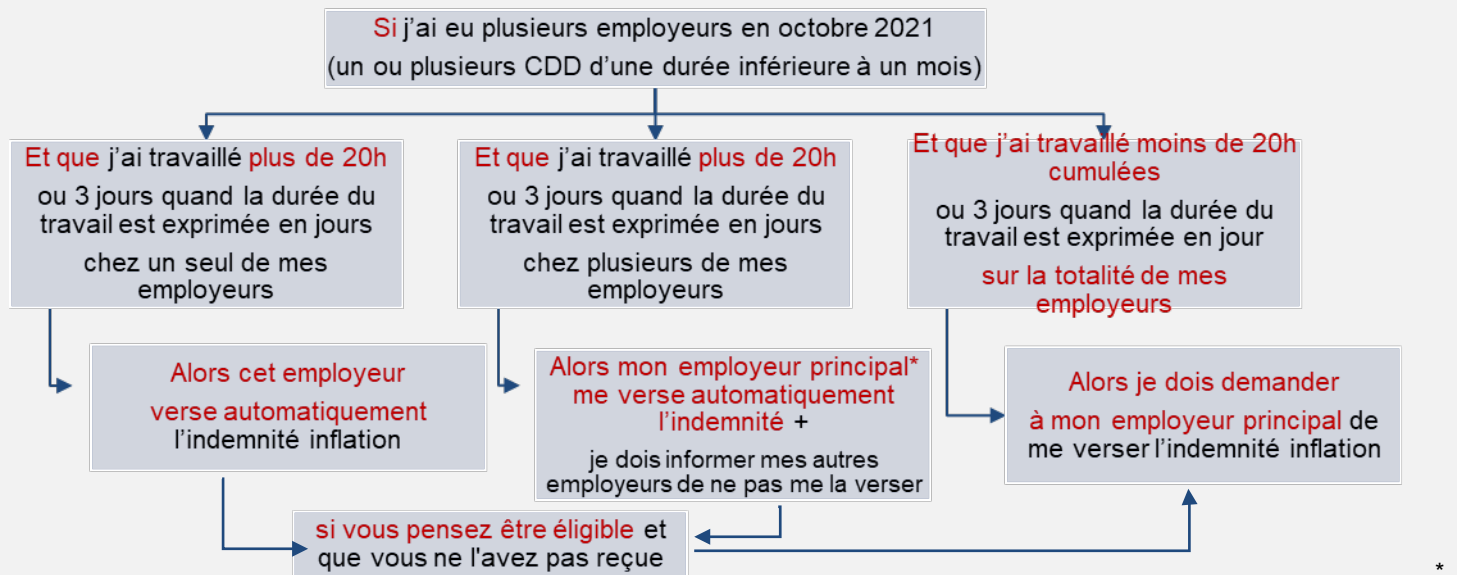 Si j’ai eu plusieurs employeurs en octobre 2021
(un ou plusieurs CDD d’une durée inférieure à un mois)
Et que j’ai travaillé plus de 20h
ou 3 jours quand la durée du
travail est exprimée en jours
chez un seul de mes
employeurs
Et que j’ai travaillé plus de 20h
ou 3 jours quand la durée du
travail est exprimée en jours
chez plusieurs de mes
employeurs
Et que j’ai travaillé moins de 20h
cumulées
ou 3 jours quand la durée du
travail est exprimée en jour
sur la totalité de mes
employeurs
Alors cet employeur
verse automatiquement
l’indemnité inflation
Alors mon employeur principal*
me verse automatiquement
l’indemnité +
je dois informer mes autres
employeurs de ne pas me la verser
Alors je dois demander
à mon employeur principal de
me verser l’indemnité inflation
si vous pensez être éligible et
que vous ne l'avez pas reçue
*